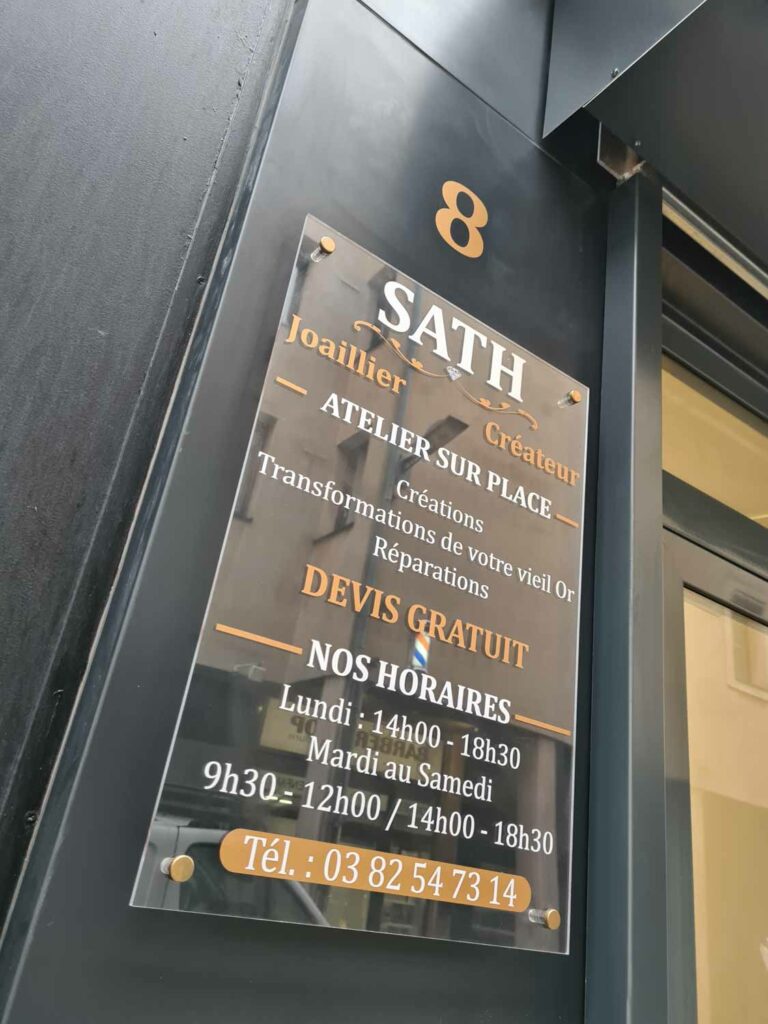 8
SATH
Joaillier
Créateur
ATELIER SUR PLACE
Créations
Transformations de votre vieil Or
Réparations
DEVIS GRATUIT
NOS HORAIRES
Lundi : 14h00 - 18h30
Mardi au Samedi
9h30 - 12h00 / 14h00 - 18h30
Tél. : 03 82 54 73 14
BARBER